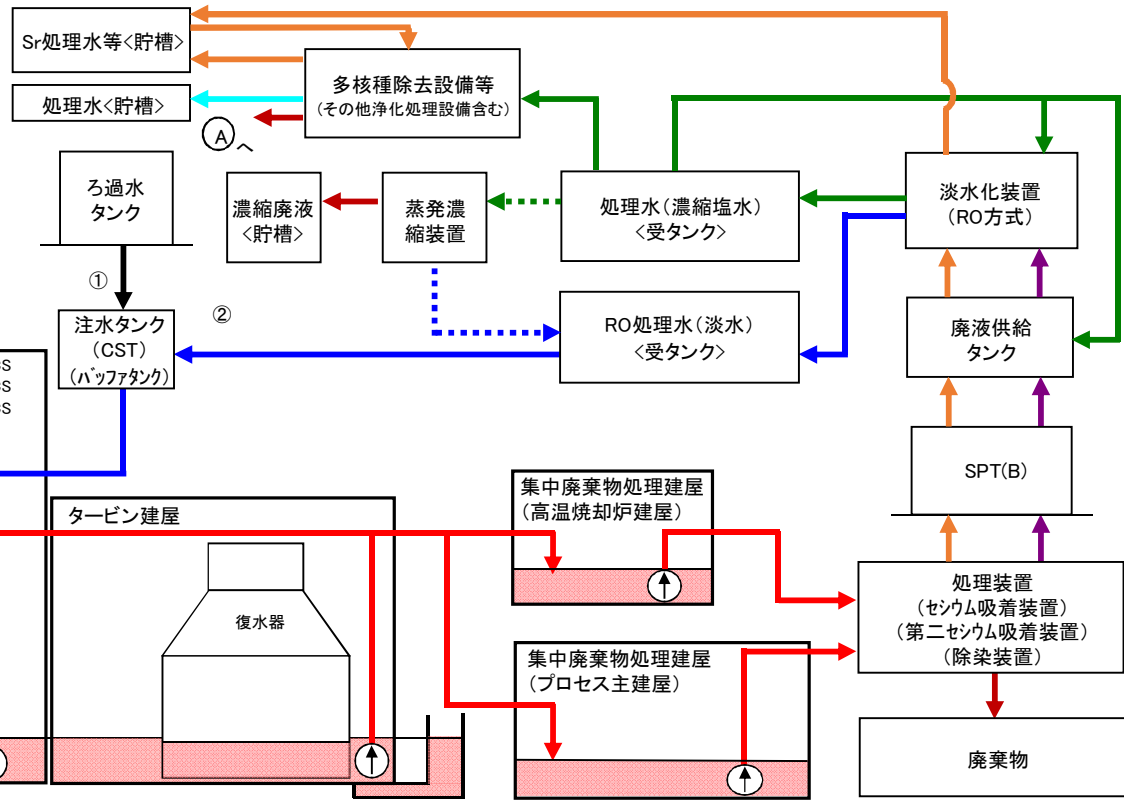 Sr処理水等<貯槽>
処理水<貯槽>
多核種除去設備等
(その他浄化処理設備含む)
Aへ
ろ過水
タンク
濃縮廃液
<貯槽>
蒸発濃
縮装置
処理水(濃縮塩水)
<受タンク>
淡水化装置
(RO方式)
①
②
注水タンク
(CST)
(バッファタンク)
RO処理水(淡水)
<受タンク>
廃液供給
タンク
SPT(B)
タービン建屋
復水器
集中廃棄物処理建屋
(高温焼却炉建屋)
集中廃棄物処理建屋
(プロセス主建屋)
処理装置
(セシウム吸着装置)
(第二セシウム吸着装置)
(除染装置)
廃棄物